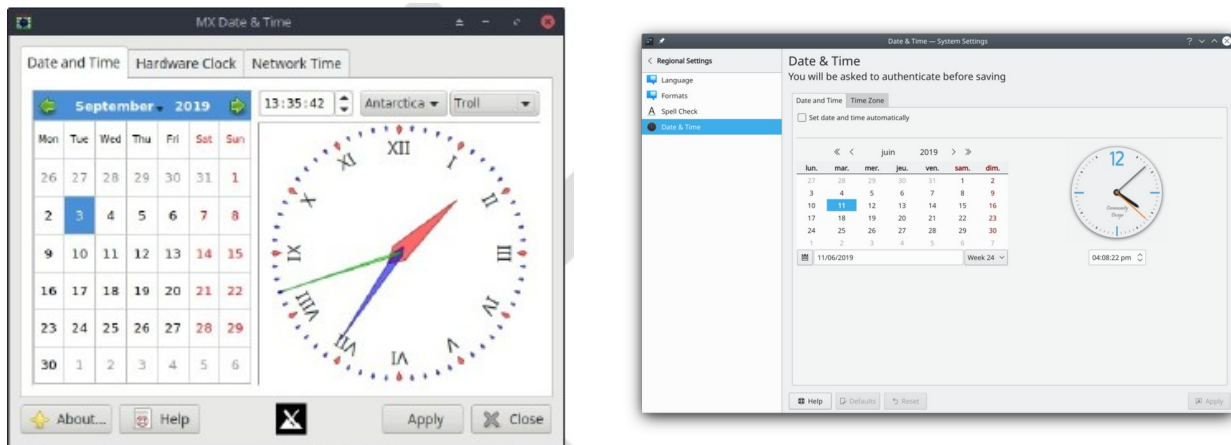 MX Date & Time
Date and Time Hardware Clock Network Time
September 2019
13:35:42 Antarctica Troll
Mon Tue Wed Thu Fri Sat Sun
26 27 28 29 30 31 1
2 3 4 5 6 7 8
9 10 11 12 13 14 15
16 17 18 19 20 21 22
23 24 25 26 27 28 29
30 1 2 3 4 5 6
XII
I
II
III
IV
V
VI
VII
VIII
IX
X
XI
About... Help X Apply Close
Date & Time — System Settings
Regional Settings
Language
Formats
Spell Check
Date & Time
Date & Time
You will be asked to authenticate before saving
Date and Time Time Zone
Set date and time automatically
juin 2019
lun. mar. mer. jeu. ven. sam. dim.
27 28 29 30 31 1 2
3 4 5 6 7 8 9
10 11 12 13 14 15 16
17 18 19 20 21 22 23
24 25 26 27 28 29 30
1 2 3 4 5 6 7
11/06/2019 Week 24
12
Community
Design
04:08:22 pm
Help Defaults Reset Apply